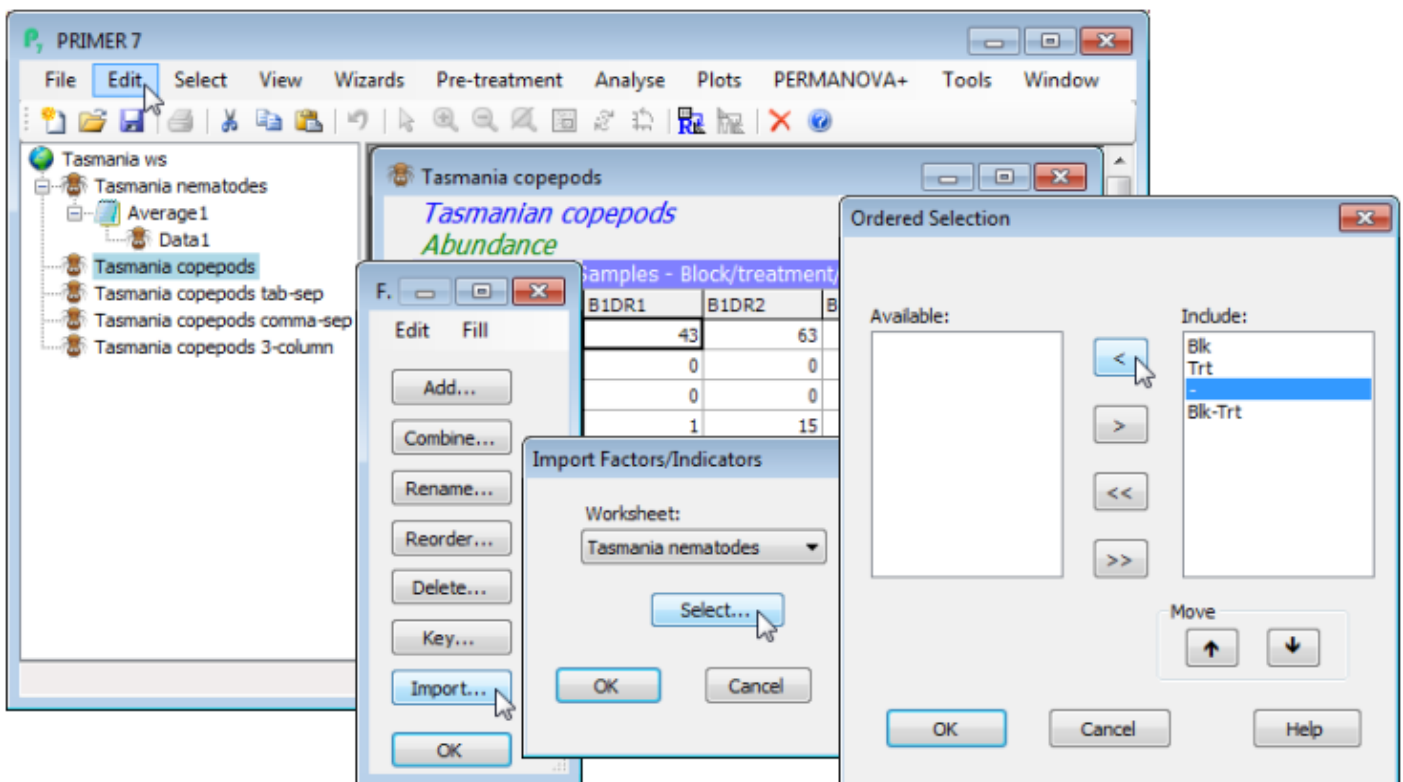 PRIMER 7
File Edit Select View Wizards Pre-treatment Analyse Plots PERMANOVA+ Tools Window
Tasmania ws
Tasmania nematodes
Average1
Data1
Tasmania copepods
Tasmania copepods tab-sep
Tasmania copepods comma-sep
Tasmania copepods 3-column
Tasmania copepods
Tasmanian copepods
Abundance
Samples - Block/treatment/
B1DR1 B1DR2 B
43 63
0 0
0 0
1 15
F.
Edit Fill
Add...
Combine...
Rename...
Reorder...
Delete...
Key...
Import...
OK
Import Factors/Indicators
Worksheet:
Tasmania nematodes
Select...
OK Cancel
Ordered Selection
Available: Include:
Blk
Trt
-
Blk-Trt
<
>
<<
>>
Move
OK Cancel Help